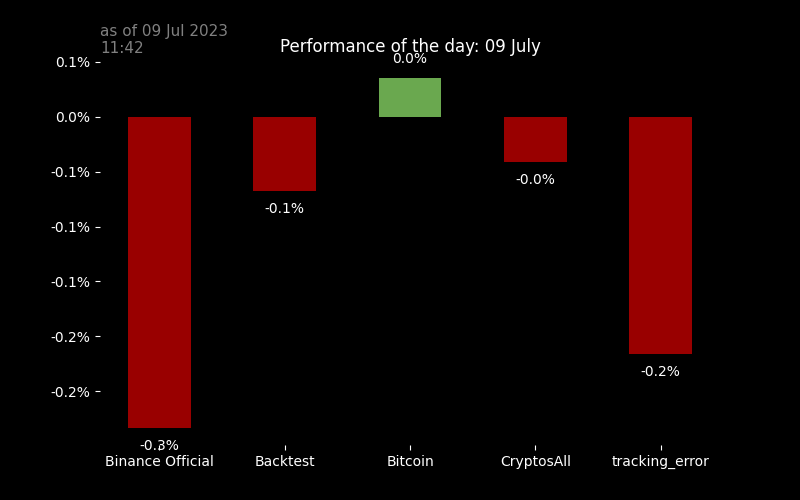 as of 09 Jul 2023
11:42
Performance of the day: 09 July
0.1%
0.0%
-0.1%
-0.1%
-0.1%
-0.2%
-0.2%
0.0%
-0.3%
-0.1%
-0.0%
-0.2%
Binance Official
Backtest
Bitcoin
CryptosAll
tracking_error